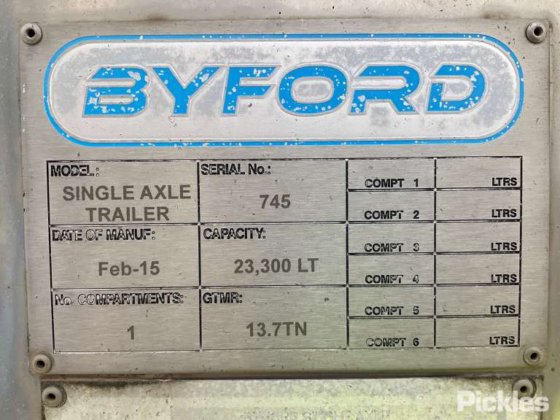 BYFORD
MODEL:
SINGLE AXLE
TRAILER
SERIAL No.:
745
DATE OF MANUF:
Feb-15
CAPACITY:
23,300 LT
No. COMPARTMENTS:
1
GTMR:
13.7TN
COMPT 1 LTRS
COMPT 2 LTRS
COMPT 3 LTRS
COMPT 4 LTRS
COMPT 5 LTRS
COMPT 6 LTRS
Pickles